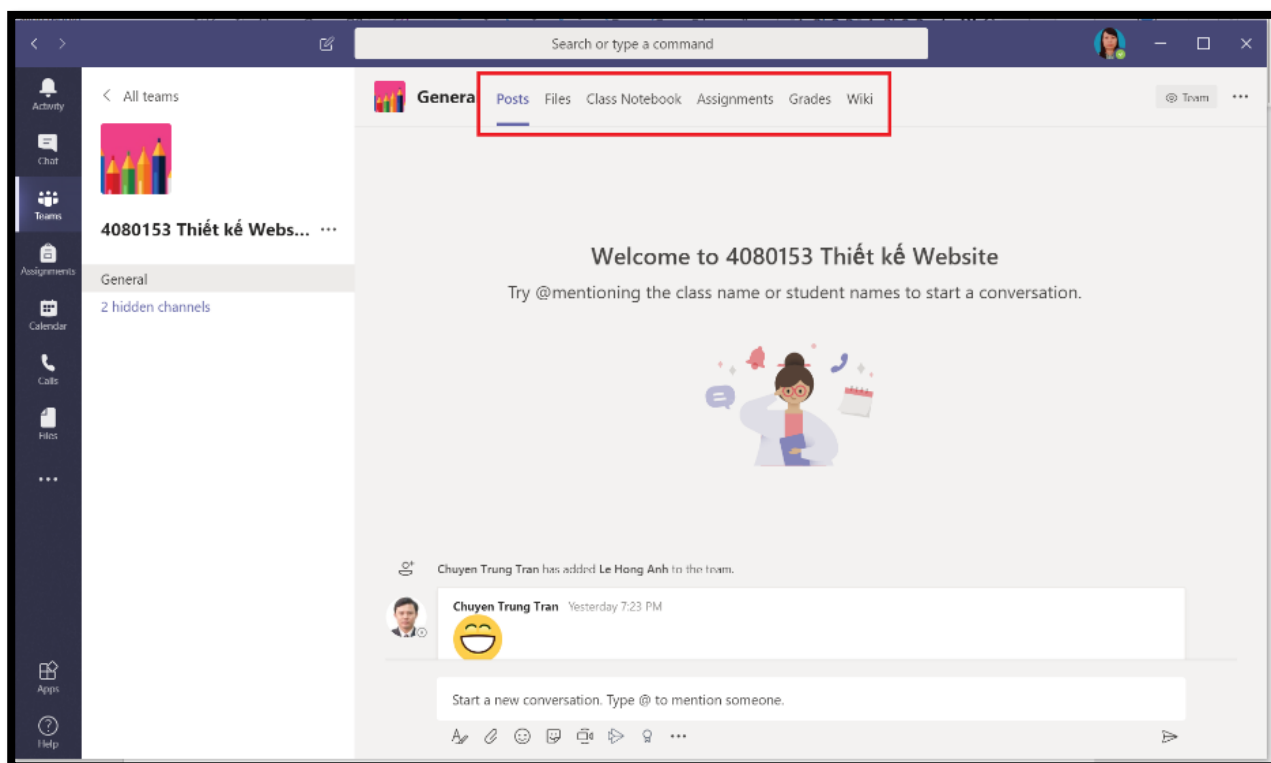 Search or type a command
Activity
Chat
Teams
Assignments
Calendar
Calls
Files
Apps
Help
All teams
4080153 Thiết kế Webs... ...
General
2 hidden channels
Genera Posts Files Class Notebook Assignments Grades Wiki
Team ...
Welcome to 4080153 Thiết kế Website
Try @mentioning the class name or student names to start a conversation.
Chuyen Trung Tran has added Le Hong Anh to the team.
Chuyen Trung Tran Yesterday 7:23 PM
Start a new conversation. Type @ to mention someone.